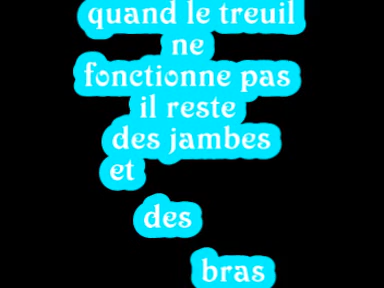 quand le treuil
ne
fonctionne pas
il reste
des jambes
et
des
bras